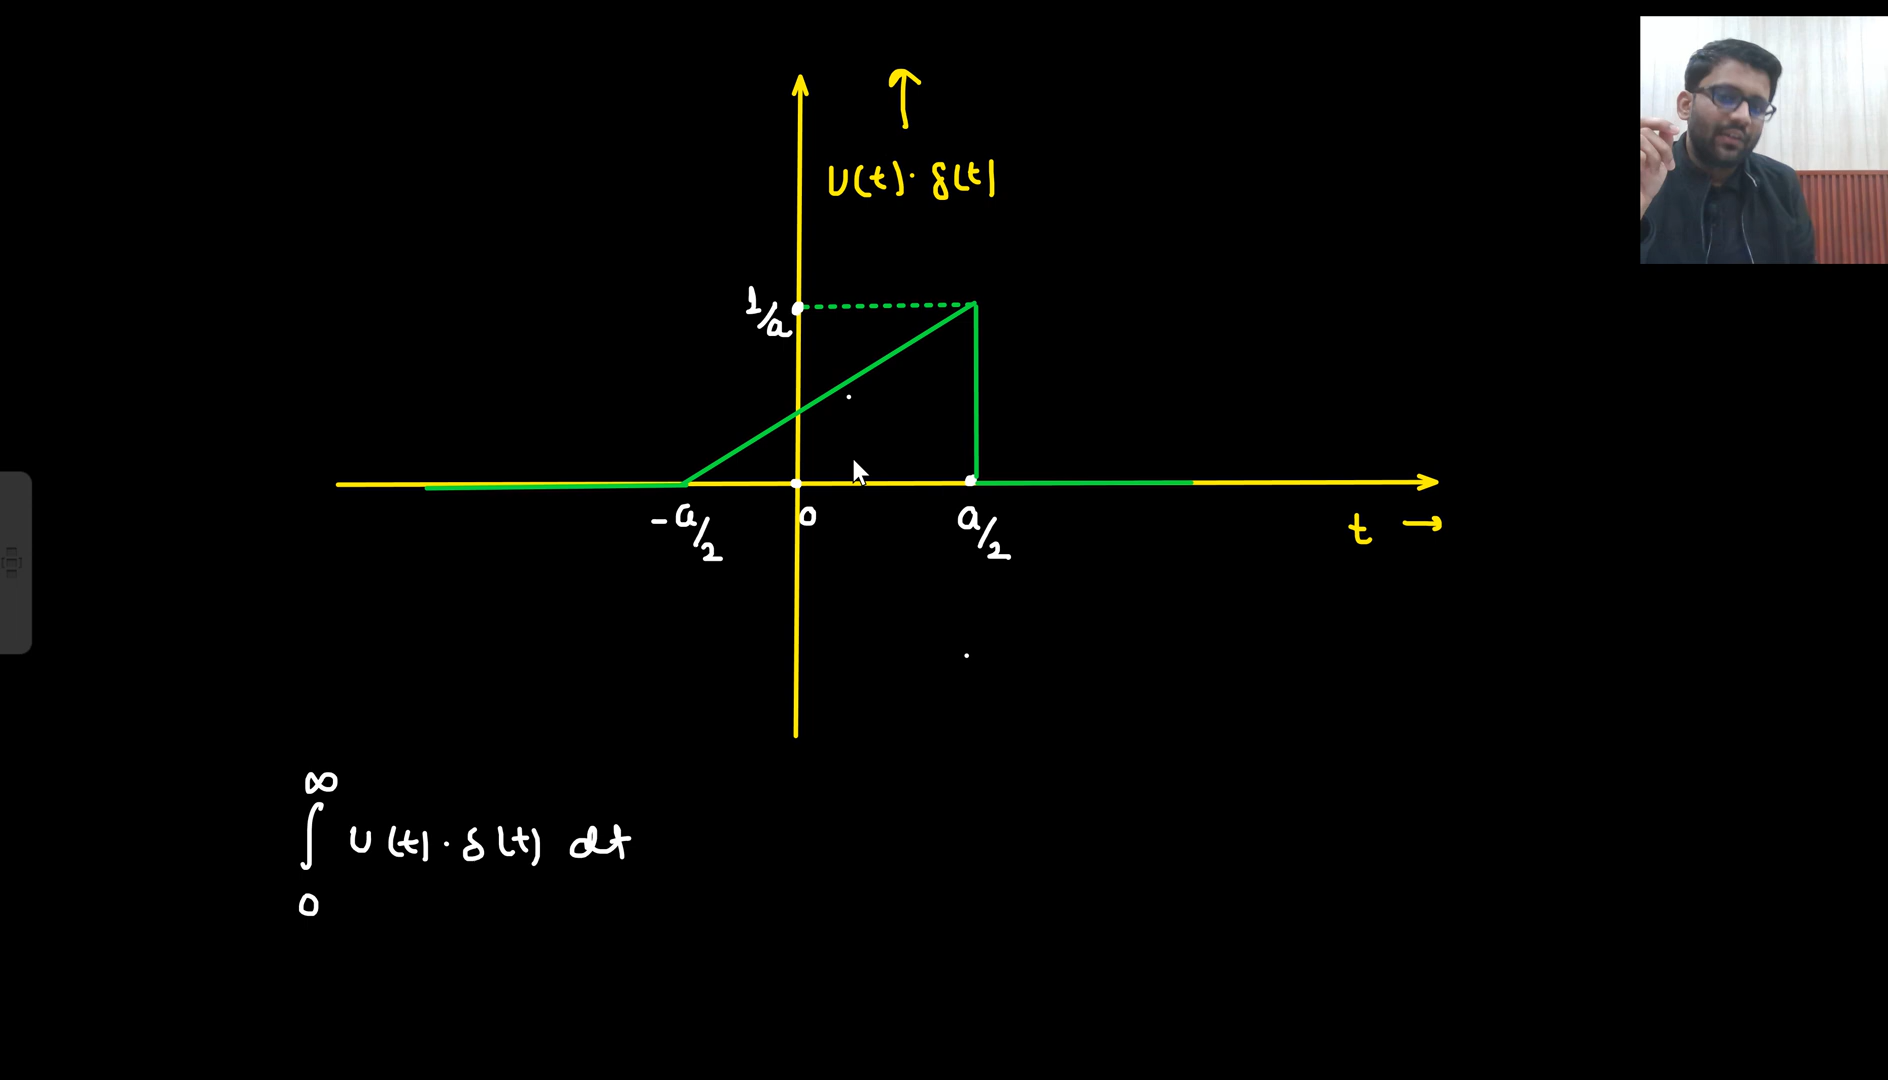 ↑
U(t)·δ(t)
1/a
-a/2
0
a/2
t →
∞
∫ U(t)·δ(t) dt
0